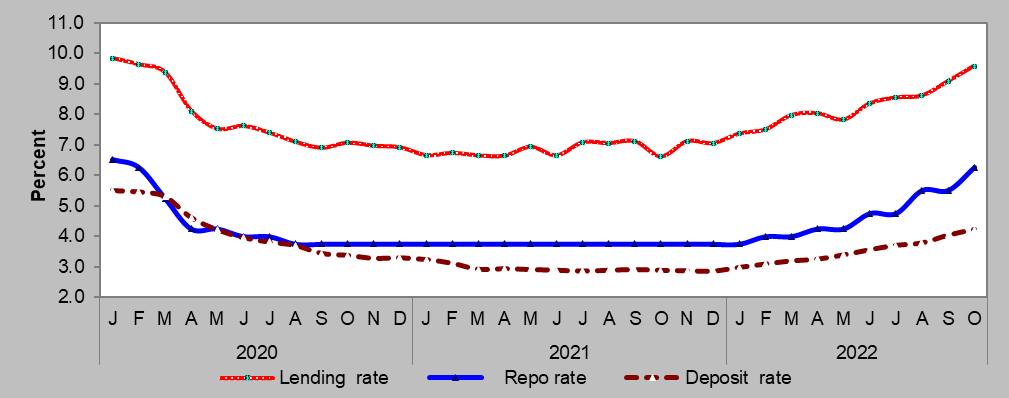 11.0
10.0
9.0
8.0
7.0
6.0
5.0
4.0
3.0
2.0
Percent
J F M A M J J A S O N D J F M A M J J A S O N D J F M A M J J A S O
2020 2021 2022
Lending rate Repo rate Deposit rate